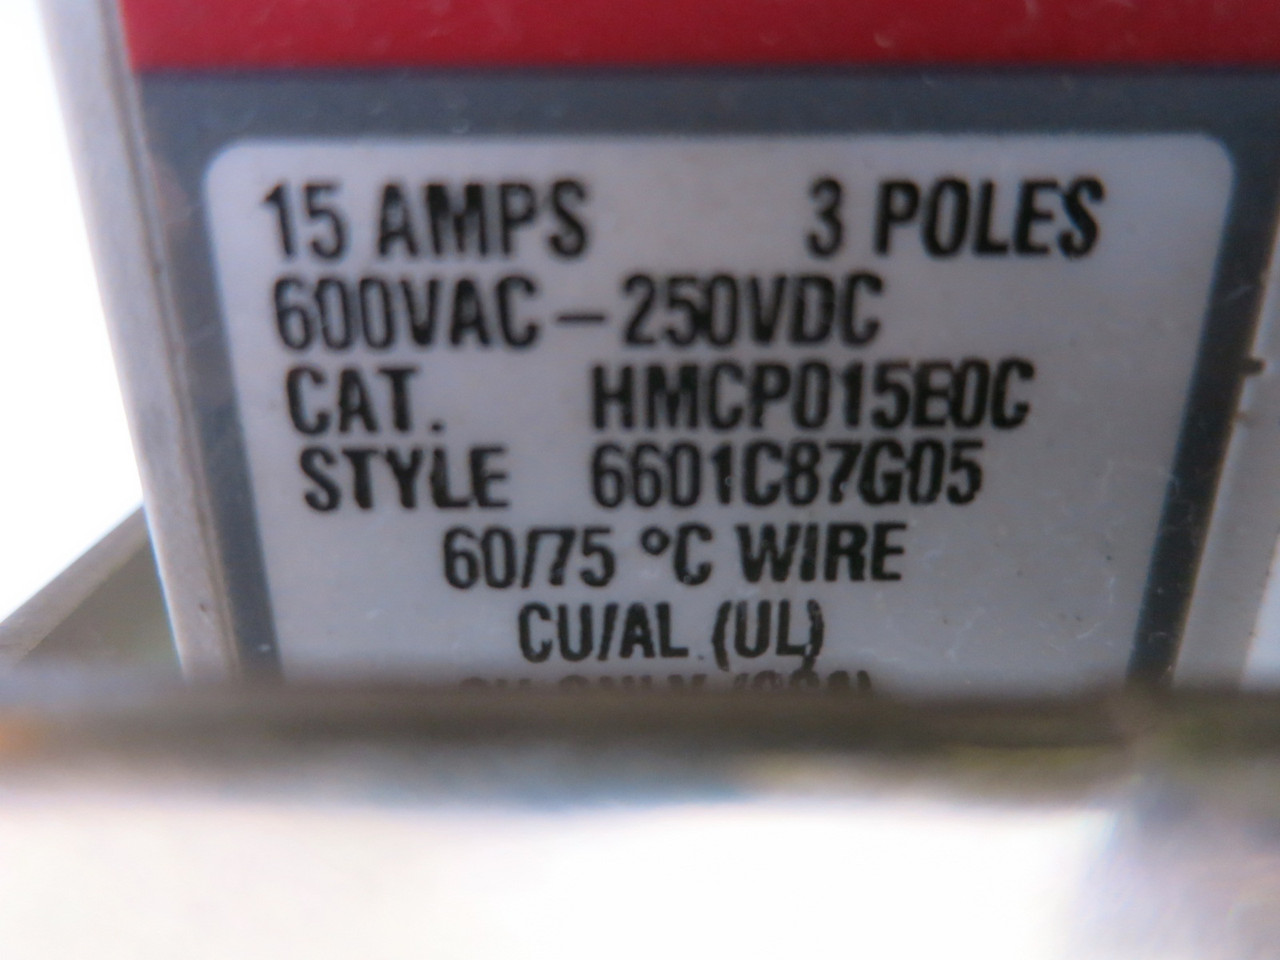 15 AMPS 3 POLES
600VAC-250VDC
CAT. HMCP015E0C
STYLE 6601C87G05
60/75 °C WIRE
CU/AL (UL)